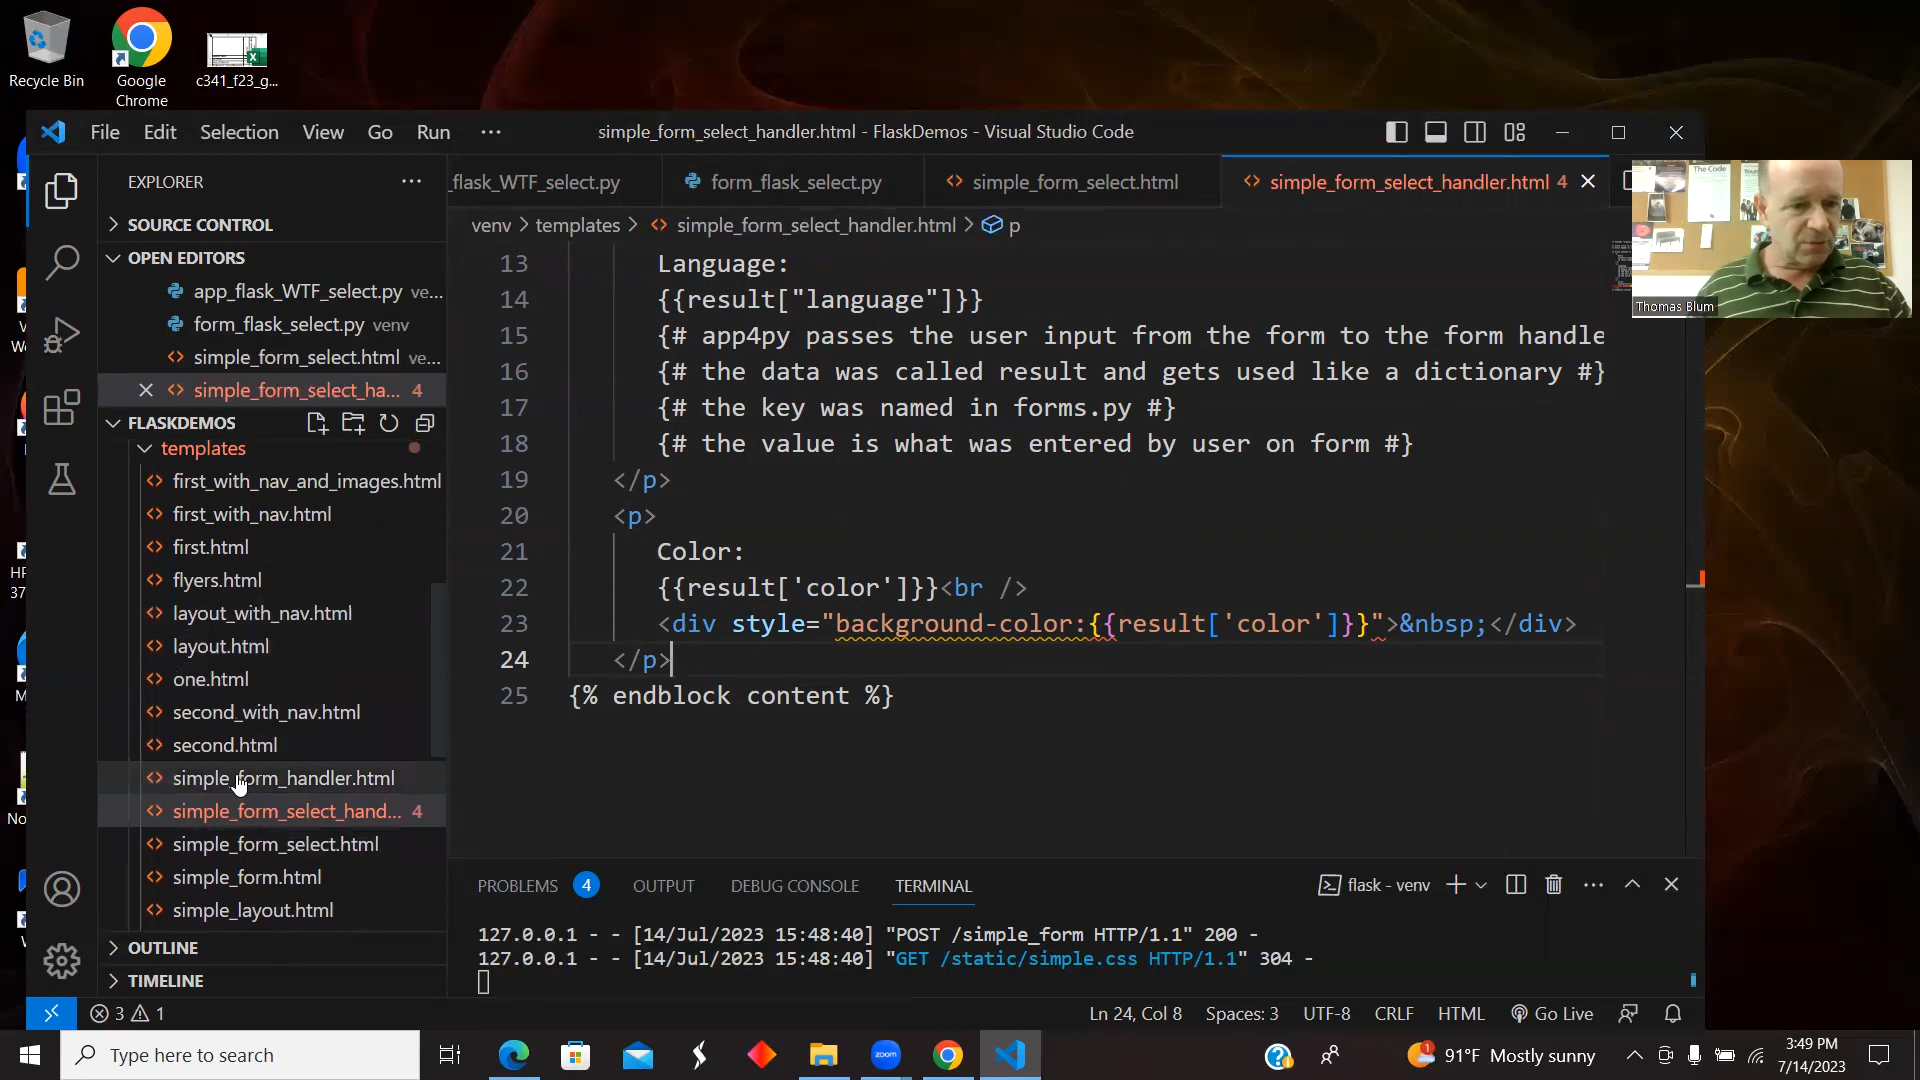 Recycle Bin
Google
Chrome
c341_f23_g...
File Edit Selection View Go Run ...
simple_form_select_handler.html - FlaskDemos - Visual Studio Code
EXPLORER
_flask_WTF_select.py
form_flask_select.py
simple_form_select.html
simple_form_select_handler.html 4
SOURCE CONTROL
venv > templates > simple_form_select_handler.html > p
OPEN EDITORS
app_flask_WTF_select.py ve...
form_flask_select.py venv
simple_form_select.html ve...
simple_form_select_ha... 4
FLASKDEMOS
templates
first_with_nav_and_images.html
first_with_nav.html
first.html
flyers.html
layout_with_nav.html
layout.html
one.html
second_with_nav.html
second.html
simple_form_handler.html
simple_form_select_hand... 4
simple_form_select.html
simple_form.html
simple_layout.html
OUTLINE
TIMELINE
13 Language:
14 {{result["language"]}}
15 {# app4py passes the user input from the form to the form handle
16 {# the data was called result and gets used like a dictionary #}
17 {# the key was named in forms.py #}
18 {# the value is what was entered by user on form #}
19 </p>
20 <p>
21 Color:
22 {{result['color']}}<br />
23 <div style="background-color:{{result['color']}}">&nbsp;</div>
24 </p>
25 {% endblock content %}
The Code
Thomas Blum
PROBLEMS 4 OUTPUT DEBUG CONSOLE TERMINAL
flask - venv
127.0.0.1 - - [14/Jul/2023 15:48:40] "POST /simple_form HTTP/1.1" 200 -
127.0.0.1 - - [14/Jul/2023 15:48:40] "GET /static/simple.css HTTP/1.1" 304 -
3 1
Ln 24, Col 8 Spaces: 3 UTF-8 CRLF HTML Go Live
Type here to search
zoom
1
91°F Mostly sunny
3:49 PM
7/14/2023